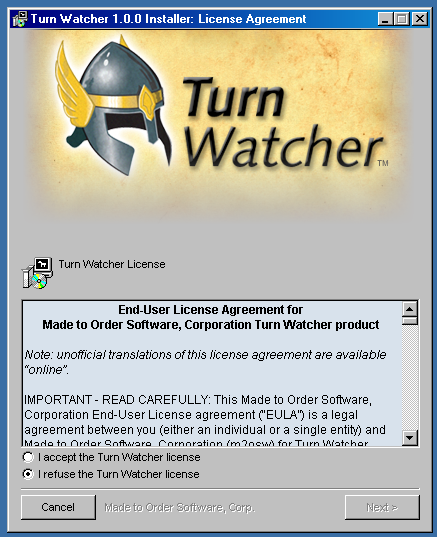 Turn Watcher 1.0.0 Installer: License Agreement
Turn
Watcher™
Turn Watcher License
End-User License Agreement for
Made to Order Software, Corporation Turn Watcher product
Note: unofficial translations of this license agreement are available
"online".
IMPORTANT - READ CAREFULLY: This Made to Order Software,
Corporation End-User License agreement ("EULA") is a legal
agreement between you (either an individual or a single entity) and
Made to Order Software, Corporation (m2osw) for Turn Watcher
I accept the Turn Watcher license
I refuse the Turn Watcher license
Cancel
Made to Order Software, Corp.
Next >